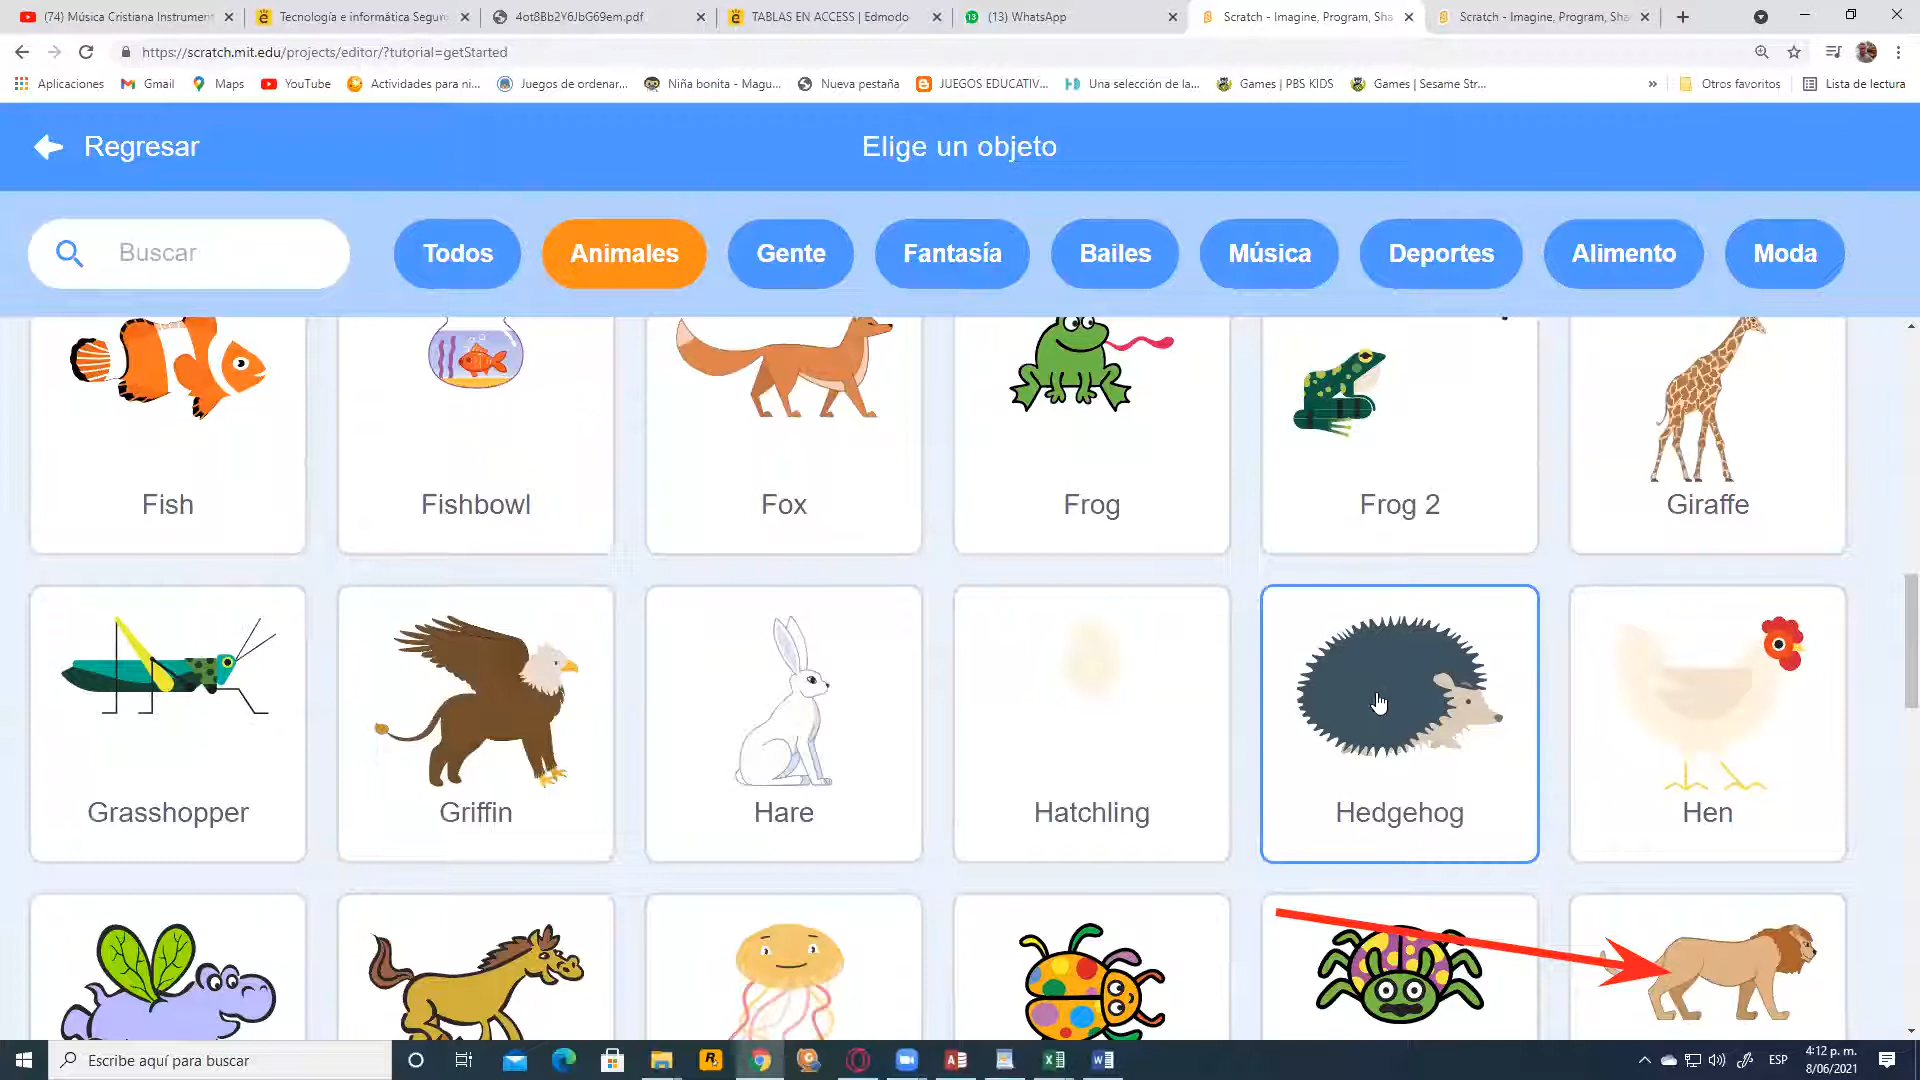 (74) Música Cristiana Instrument
Tecnología e informática Segur
4ot8Bb2Y6JbG69em.pdf
TABLAS EN ACCESS | Edmodo
(13) WhatsApp
Scratch - Imagine, Program, Sha
Scratch - Imagine, Program, Sha
https://scratch.mit.edu/projects/editor/?tutorial=getStarted
Aplicaciones
Gmail
Maps
YouTube
Actividades para ni...
Juegos de ordenar...
Niña bonita - Magu...
Nueva pestaña
JUEGOS EDUCATIV...
Una selección de la...
Games | PBS KIDS
Games | Sesame Str...
»
Otros favoritos
Lista de lectura
Regresar
Elige un objeto
Buscar
Todos
Animales
Gente
Fantasía
Bailes
Música
Deportes
Alimento
Moda
Fish
Fishbowl
Fox
Frog
Frog 2
Giraffe
Grasshopper
Griffin
Hare
Hatchling
Hedgehog
Hen
Escribe aquí para buscar
ESP
4:12 p. m.
8/06/2021